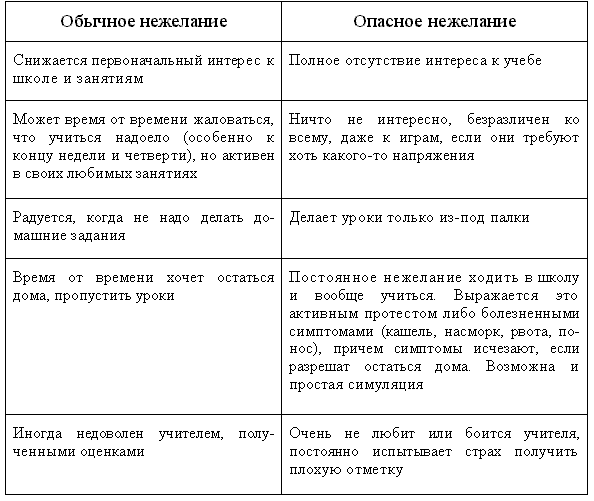 Обычное нежелание
Опасное нежелание
Снижается первоначальный интерес к
школе и занятиям
Полное отсутствие интереса к учебе
Может время от времени жаловаться,
что учиться надоело (особенно к
концу недели и четверти), но активен
в своих любимых занятиях
Ничто не интересно, безразличен ко
всему, даже к играм, если они требуют
хоть какого-то напряжения
Радуется, когда не надо делать до-
машние задания
Делает уроки только из-под палки
Время от времени хочет остаться
дома, пропустить уроки
Постоянное нежелание ходить в школу
и вообще учиться. Выражается это
активным протестом либо болезненными
симптомами (кашель, насморк, рвота, по-
нос), причем симптомы исчезают, если
разрешат остаться дома. Возможна и
простая симуляция
Иногда недоволен учителем, полу-
ченными оценками
Очень не любит или боится учителя,
постоянно испытывает страх получить
плохую отметку